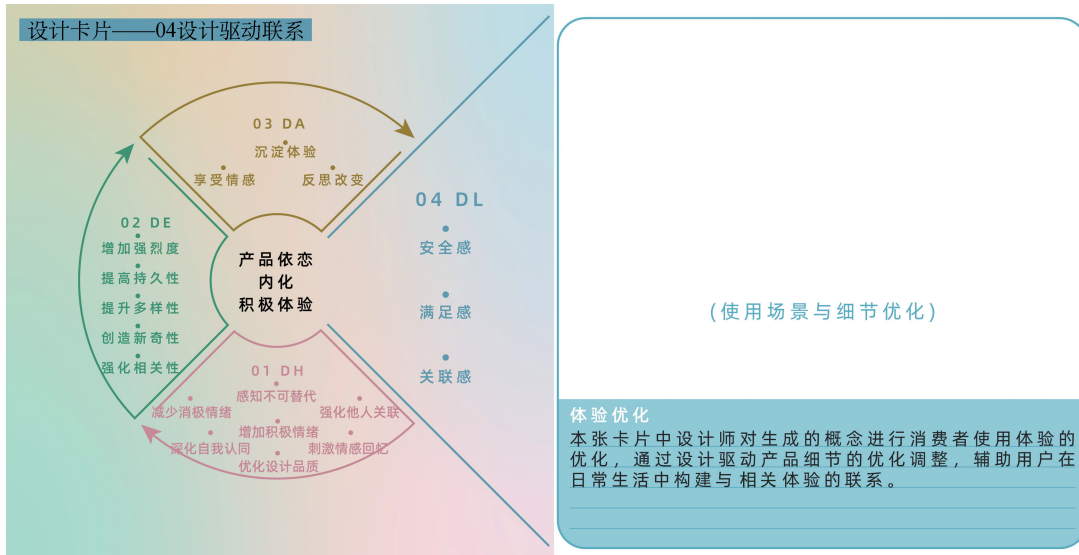 设计卡片——04设计驱动联系
03 DA
沉淀体验
享受情感
反思改变
02 DE
增加强烈度
提高持久性
提升多样性
创造新奇性
强化相关性
产品依恋
内化
积极体验
04 DL
安全感
满足感
关联感
01 DH
感知不可替代
减少消极情绪
强化他人关联
增加积极情绪
深化自我认同
刺激情感回忆
优化设计品质
(使用场景与细节优化)
体验优化
本张卡片中设计师对生成的概念进行消费者使用体验的
优化，通过设计驱动产品细节的优化调整，辅助用户在
日常生活中构建与相关体验的联系。